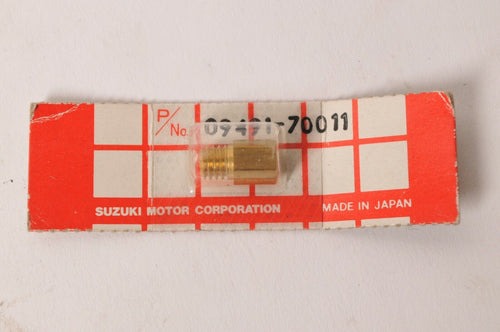 P/No. 09491-70011
SUZUKI MOTOR CORPORATION MADE IN JAPAN